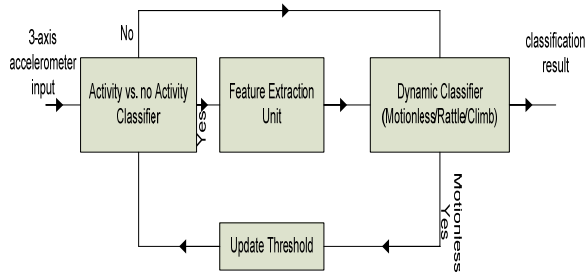 No
3-axis
accelerometer
input
classification
result
Activity vs. no Activity
Classifier
Yes
Feature Extraction
Unit
Dynamic Classifier
(Motionless/Rattle/Climb)
Motionless
Yes
Update Threshold